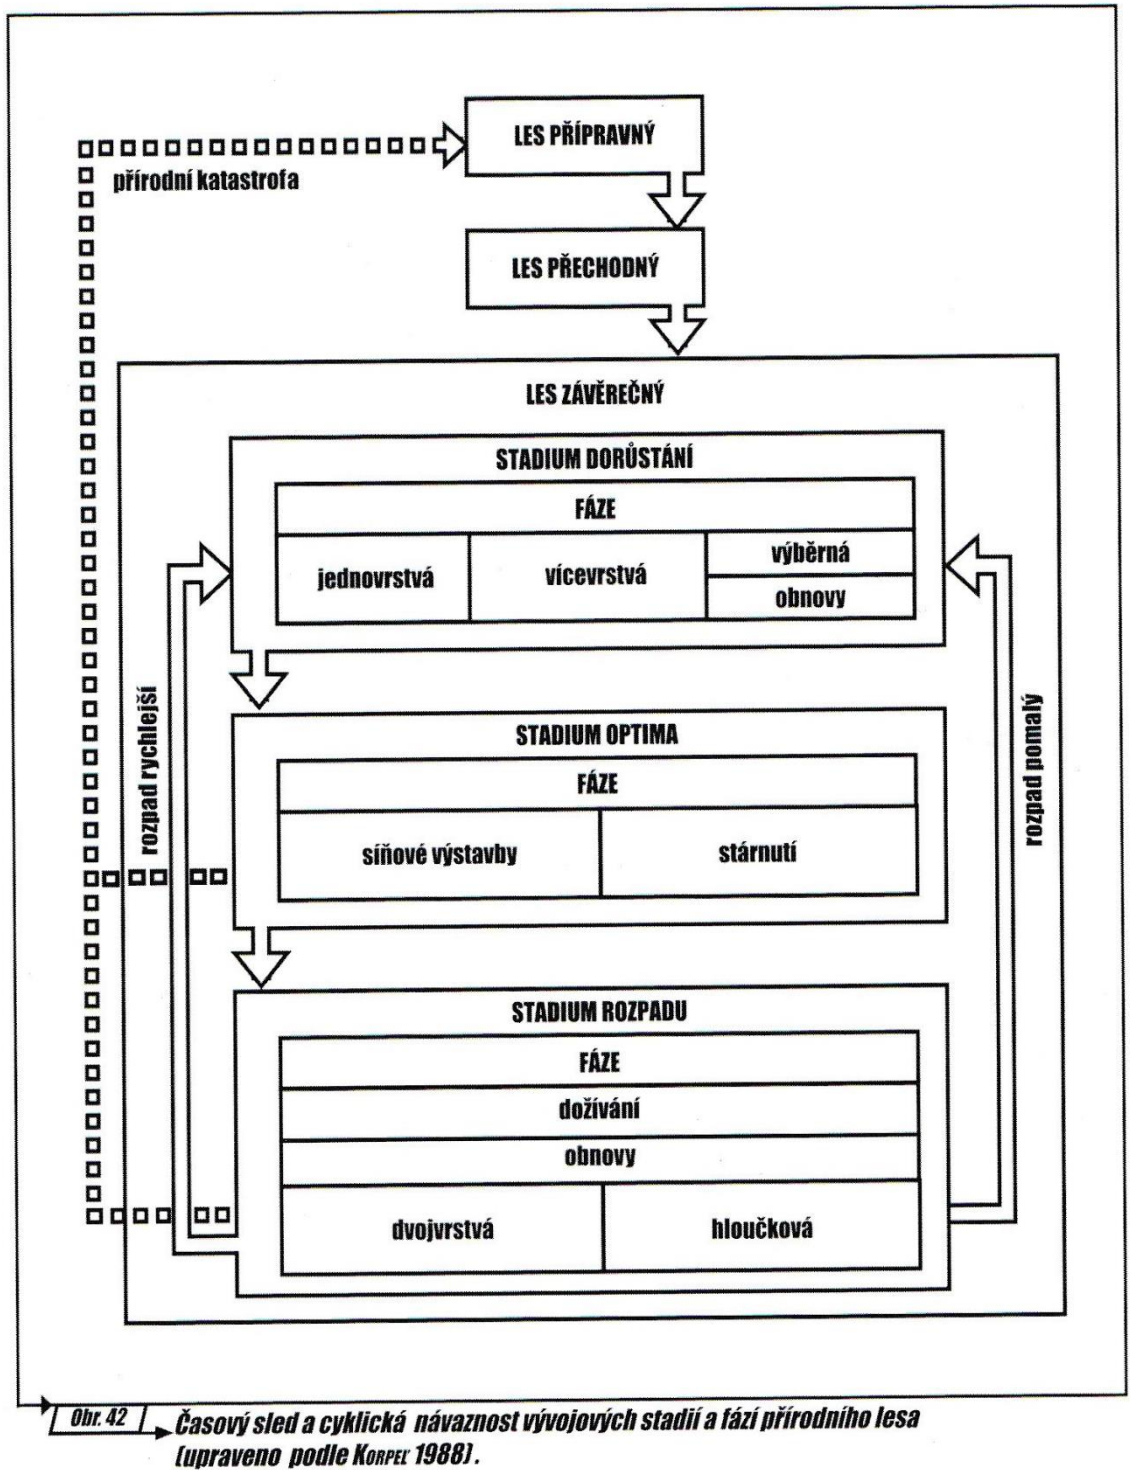 LES PŘÍPRAVNÝ
přírodní katastrofa
LES PŘECHODNÝ
LES ZÁVĚREČNÝ
STADIUM DORŮSTÁNÍ
FÁZE
jednovrstvá
vícevrstvá
výběrná
obnovy
rozpad rychlejší
rozpad pomalý
STADIUM OPTIMA
FÁZE
síňové výstavby
stárnutí
STADIUM ROZPADU
FÁZE
dožívání
obnovy
dvojvrstvá
hloučková
Obr. 42
Časový sled a cyklická návaznost vývojových stadií a fází přírodního lesa
(upraveno podle KORPEĽ 1988).